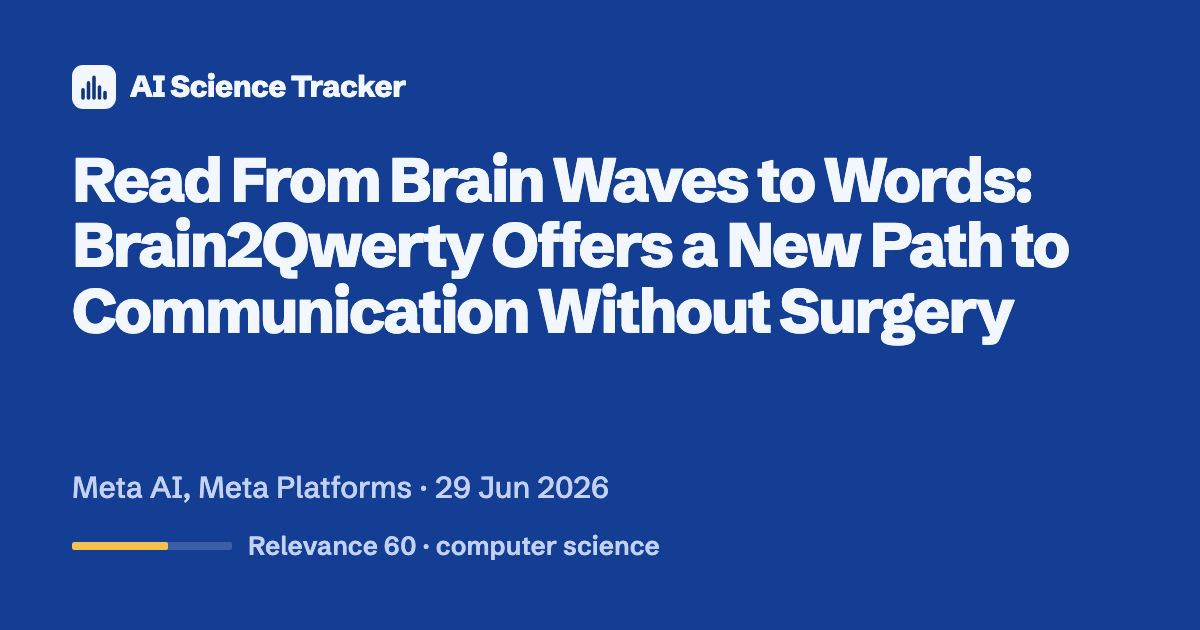 AI Science Tracker
Read From Brain Waves to Words:
Brain2Qwerty Offers a New Path to
Communication Without Surgery
Meta AI, Meta Platforms · 29 Jun 2026
Relevance 60 · computer science